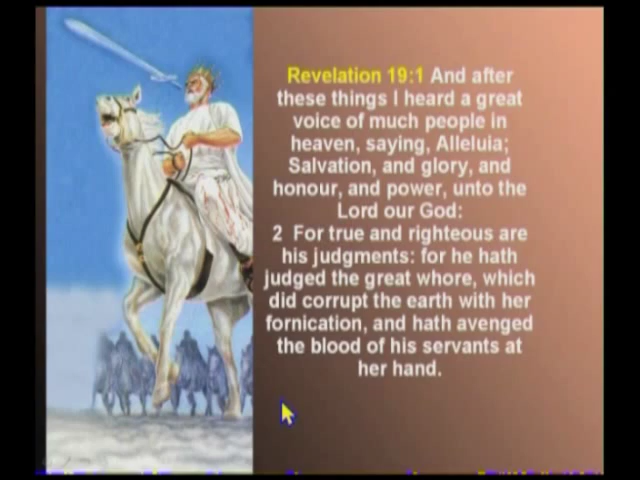 Revelation 19:1 And after
these things I heard a great
voice of much people in
heaven, saying, Alleluia;
Salvation, and glory, and
honour, and power, unto the
Lord our God:
2 For true and righteous are
his judgments: for he hath
judged the great whore, which
did corrupt the earth with her
fornication, and hath avenged
the blood of his servants at
her hand.